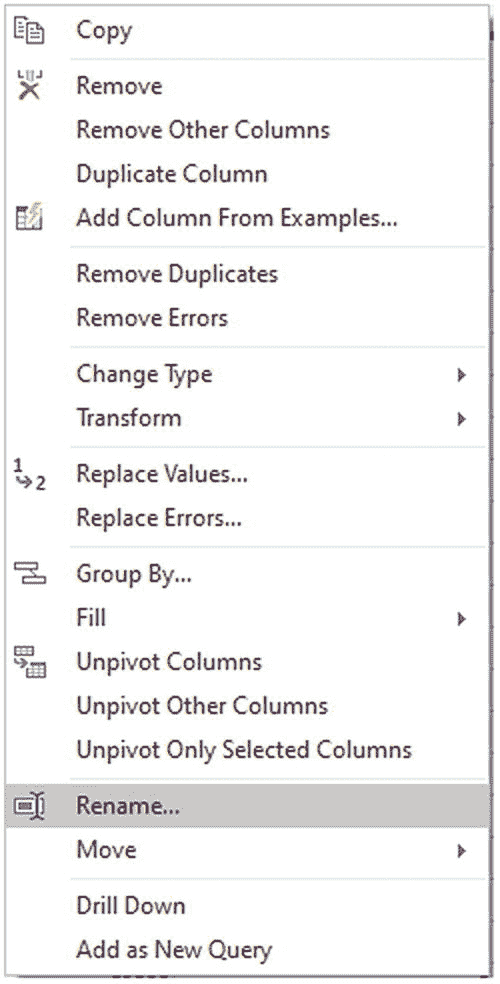 Copy
Remove
Remove Other Columns
Duplicate Column
Add Column From Examples...
Remove Duplicates
Remove Errors
Change Type
Transform
1
2
Replace Values...
Replace Errors...
Group By...
Fill
Unpivot Columns
Unpivot Other Columns
Unpivot Only Selected Columns
Rename...
Move
Drill Down
Add as New Query